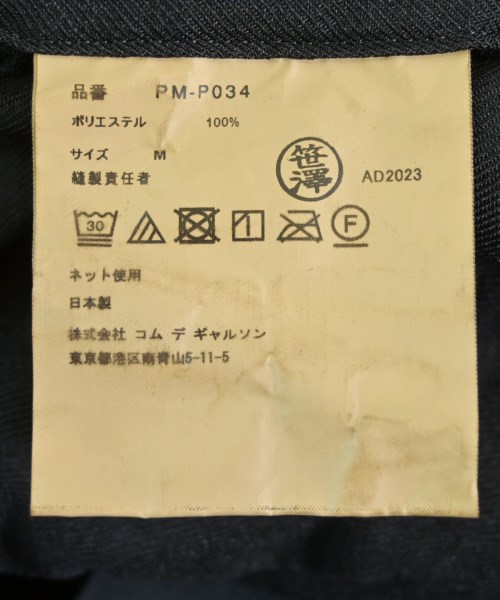 品番 PM-P034
ポリエステル 100%
サイズ M
縫製責任者
笹澤
AD2023
30
F
ネット使用
日本製
株式会社 コム デ ギャルソン
東京都港区南青山5-11-5